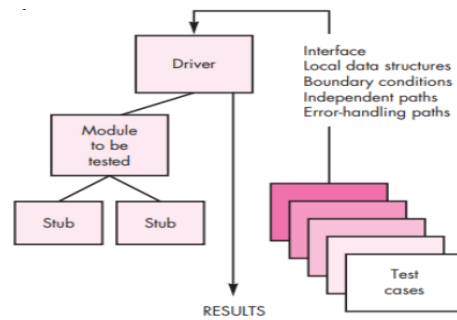 Driver
Interface
Local data structures
Boundary conditions
Independent paths
Error-handling paths
Module
to be
tested
Stub
Stub
Test
cases
RESULTS